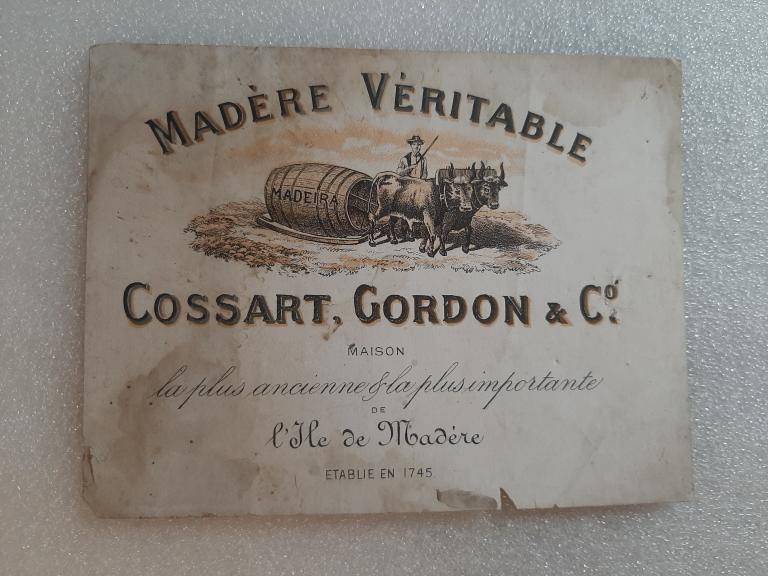 MADÈRE VÉRITABLE
MADEIRA
COSSART, GORDON & Co.
MAISON
la plus ancienne & la plus importante
DE
l'Ile de Madère
ETABLIE EN 1745